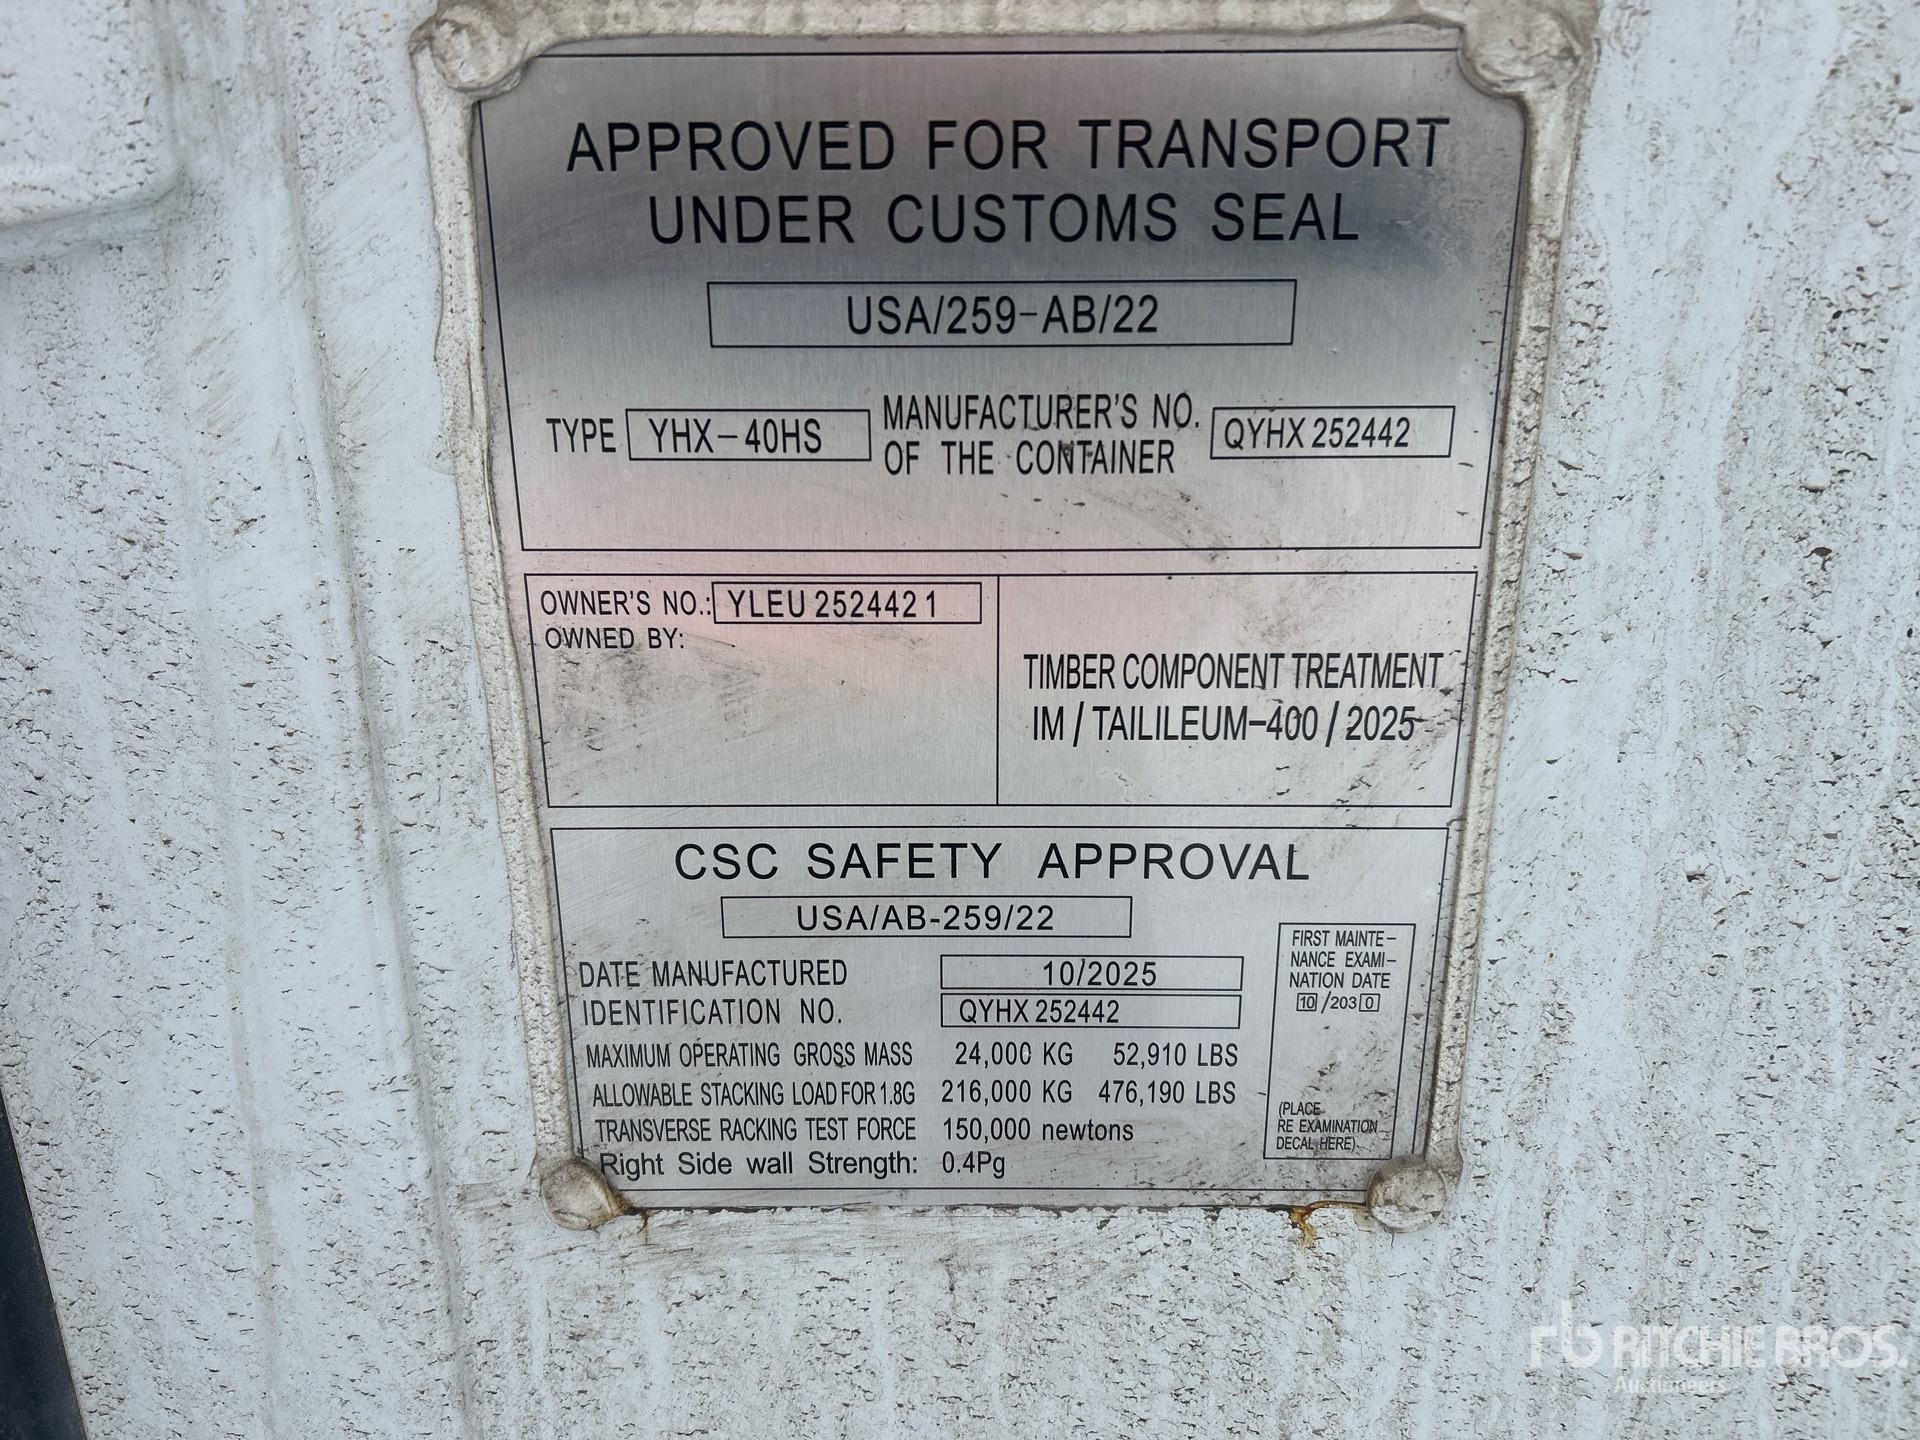 APPROVED FOR TRANSPORT
UNDER CUSTOMS SEAL
USA/259-AB/22
TYPE YHX-40HS MANUFACTURER'S NO. OF THE CONTAINER QYHX 252442
OWNER'S NO.: YLEU 252442 1
OWNED BY:
TIMBER COMPONENT TREATMENT
IM / TAILILEUM-400 / 2025
CSC SAFETY APPROVAL
USA/AB-259/22
DATE MANUFACTURED 10/2025
IDENTIFICATION NO. QYHX 252442
MAXIMUM OPERATING GROSS MASS 24,000 KG 52,910 LBS
ALLOWABLE STACKING LOAD FOR 1.8G 216,000 KG 476,190 LBS
TRANSVERSE RACKING TEST FORCE 150,000 newtons
Right Side wall Strength: 0.4Pg
FIRST MAINTE-
NANCE EXAMI-
NATION DATE
10/2030
(PLACE
RE EXAMINATION
DECAL HERE)
rb RITCHIE BROS.
Auctioneers